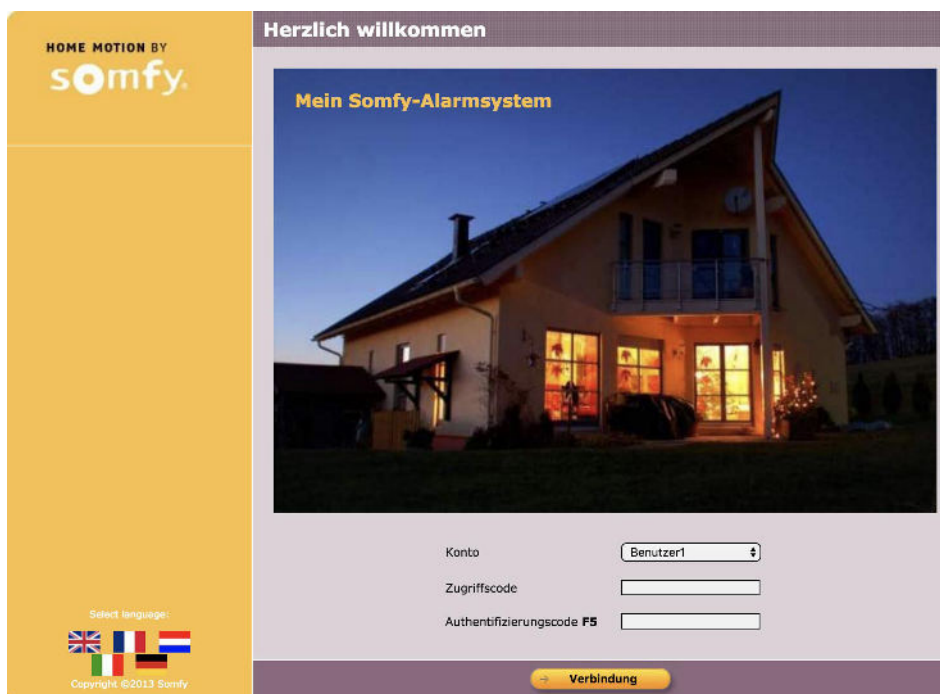 HOME MOTION BY
somfy.
Herzlich willkommen
Mein Somfy-Alarmsystem
Konto
Benutzer1
Zugriffscode
Authentifizierungscode F5
Select language:
Copyright ©2013 Somfy
Verbindung